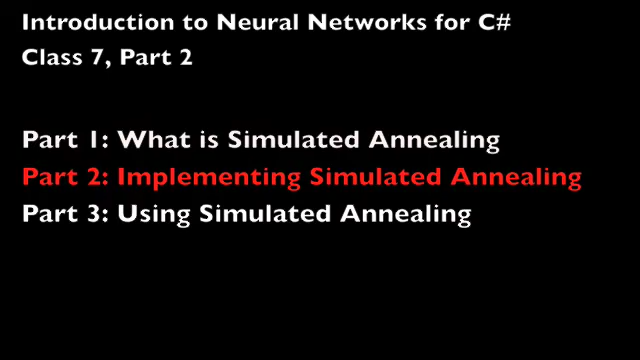 Introduction to Neural Networks for C#
Class 7, Part 2
Part 1: What is Simulated Annealing
Part 2: Implementing Simulated Annealing
Part 3: Using Simulated Annealing